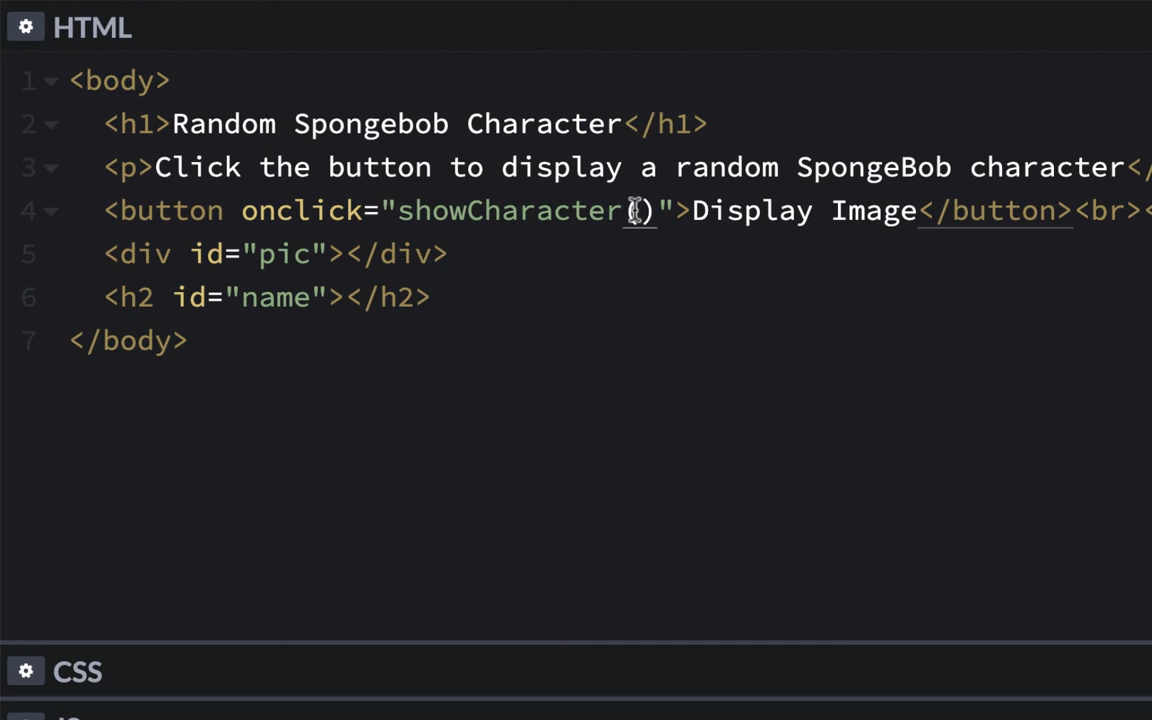 HTML
1 <body>
2 <h1>Random Spongebob Character</h1>
3 <p>Click the button to display a random SpongeBob character</
4 <button onclick="showCharacter()">Display Image</button><br><
5 <div id="pic"></div>
6 <h2 id="name"></h2>
7 </body>
CSS